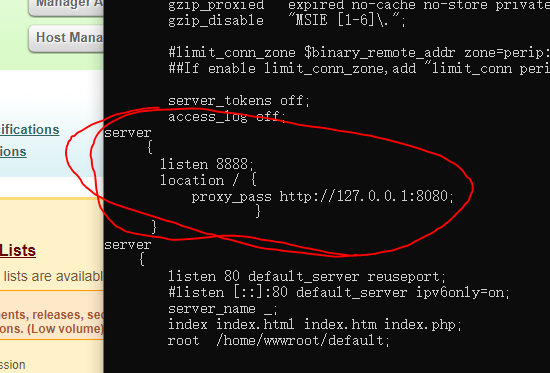 Manager A
Host Mana
cifications
ions
Lists
lists are availab
ents, releases, sec
ions. (Low volume)
ssion
gzip_proxied expired no-cache no-store private
gzip_disable "MSIE [1-6]\.";
#limit_conn_zone $binary_remote_addr zone=perip:
##If enable limit_conn_zone,add "limit_conn peri
server_tokens off;
access_log off;
server
{
listen 8888;
location / {
proxy_pass http://127.0.0.1:8080;
}
}
server
{
listen 80 default_server reuseport;
#listen [::]:80 default_server ipv6only=on;
server_name _;
index index.html index.htm index.php;
root /home/wwwroot/default;